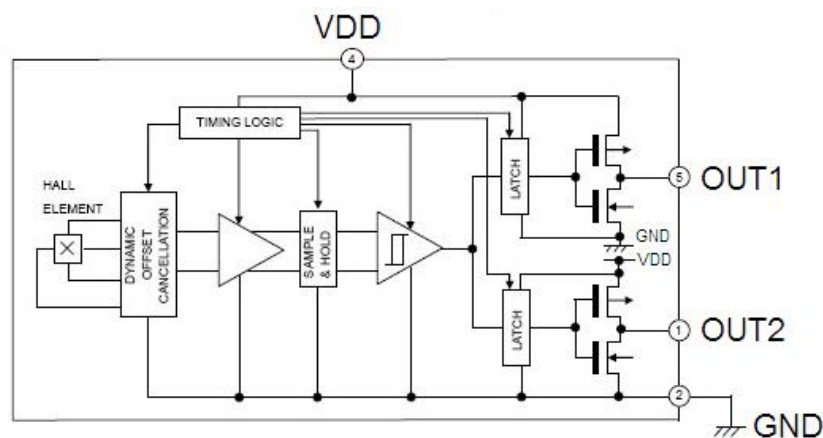 VDD
4
TIMING LOGIC
HALL
ELEMENT
DYNAMIC
OFFSET
CANCELLATION
SAMPLE
& HOLD
LATCH
5
OUT1
GND
VDD
LATCH
1
OUT2
2
GND